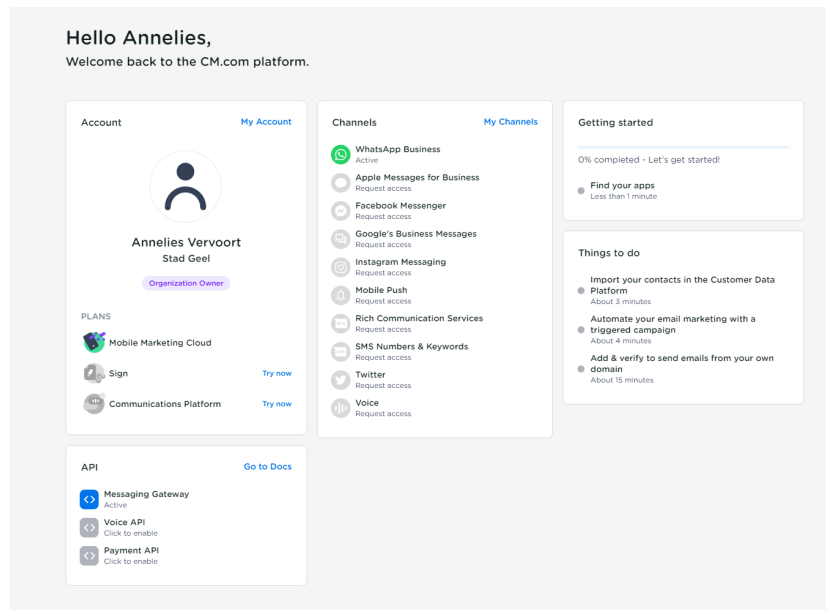 Hello Annelies,
Welcome back to the CM.com platform.
Account
My Account
Annelies Vervoort
Stad Geel
Organization Owner
PLANS
Mobile Marketing Cloud
Sign
Try now
Communications Platform
Try now
Channels
My Channels
WhatsApp Business
Active
Apple Messages for Business
Request access
Facebook Messenger
Request access
Google's Business Messages
Request access
Instagram Messaging
Request access
Mobile Push
Request access
Rich Communication Services
Request access
SMS Numbers & Keywords
Request access
Twitter
Request access
Voice
Request access
Getting started
0% completed - Let's get started!
Find your apps
Less than 1 minute
Things to do
Import your contacts in the Customer Data
Platform
About 3 minutes
Automate your email marketing with a
triggered campaign
About 4 minutes
Add & verify to send emails from your own
domain
About 15 minutes
API
Go to Docs
Messaging Gateway
Active
Voice API
Click to enable
Payment API
Click to enable